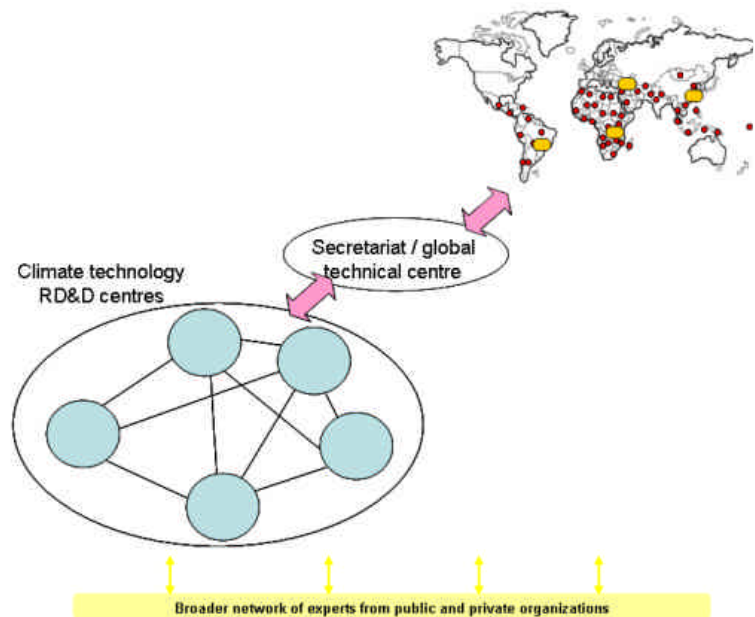 Secretariat / global
technical centre
Climate technology
RD&D centres
Broader network of experts from public and private organizations